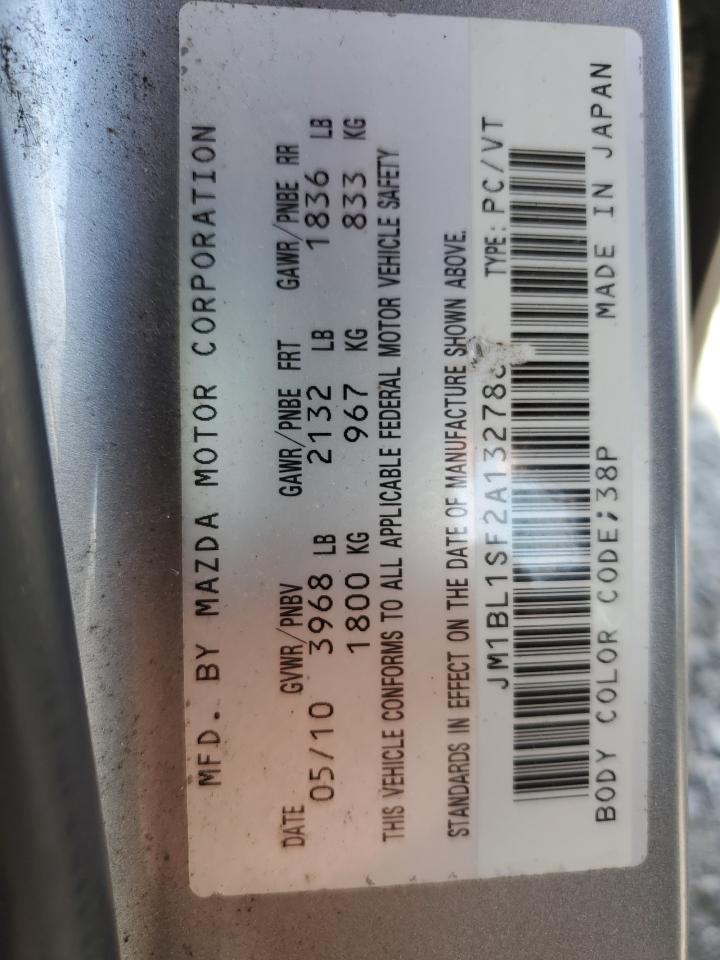 MFD. BY MAZDA MOTOR CORPORATION
DATE GVWR/PNBV GAWR/PNBE FRT GAWR/PNBE RR
05/10 3968 LB 2132 LB 1836 LB
1800 KG 967 KG 833 KG
THIS VEHICLE CONFORMS TO ALL APPLICABLE FEDERAL MOTOR VEHICLE SAFETY
STANDARDS IN EFFECT ON THE DATE OF MANUFACTURE SHOWN ABOVE.
TYPE: PC/VT
BODY COLOR CODE;38P MADE IN JAPAN